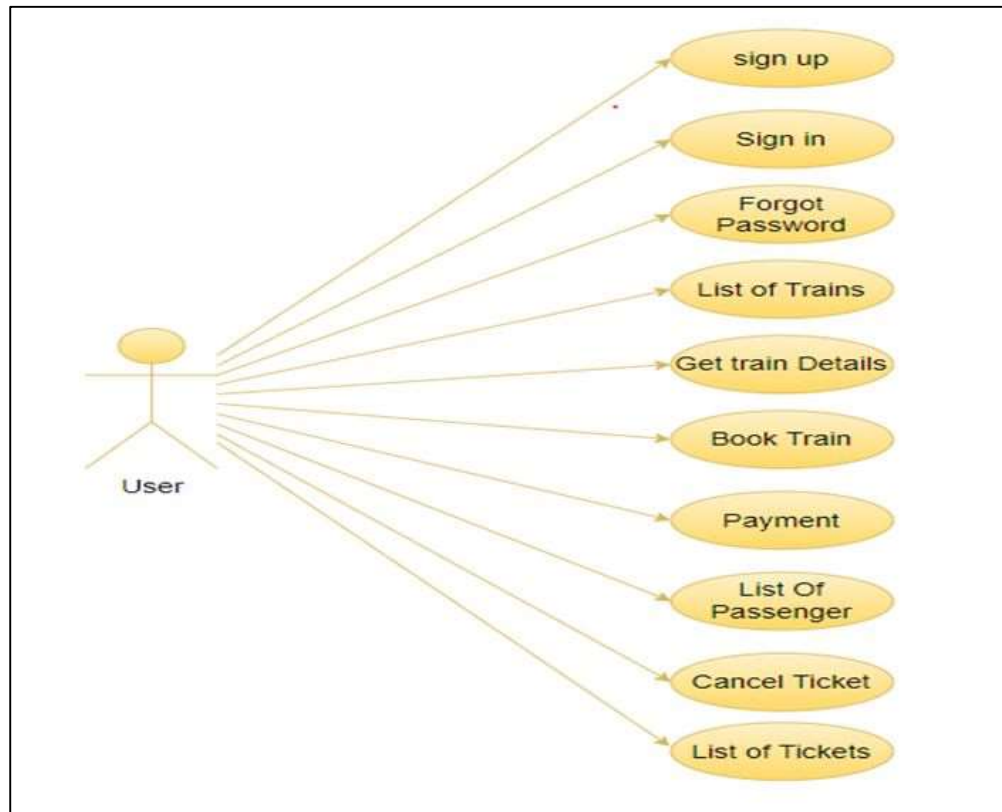 sign up
Sign in
Forgot
Password
List of Trains
Get train Details
Book Train
User
Payment
List Of
Passenger
Cancel Ticket
List of Tickets